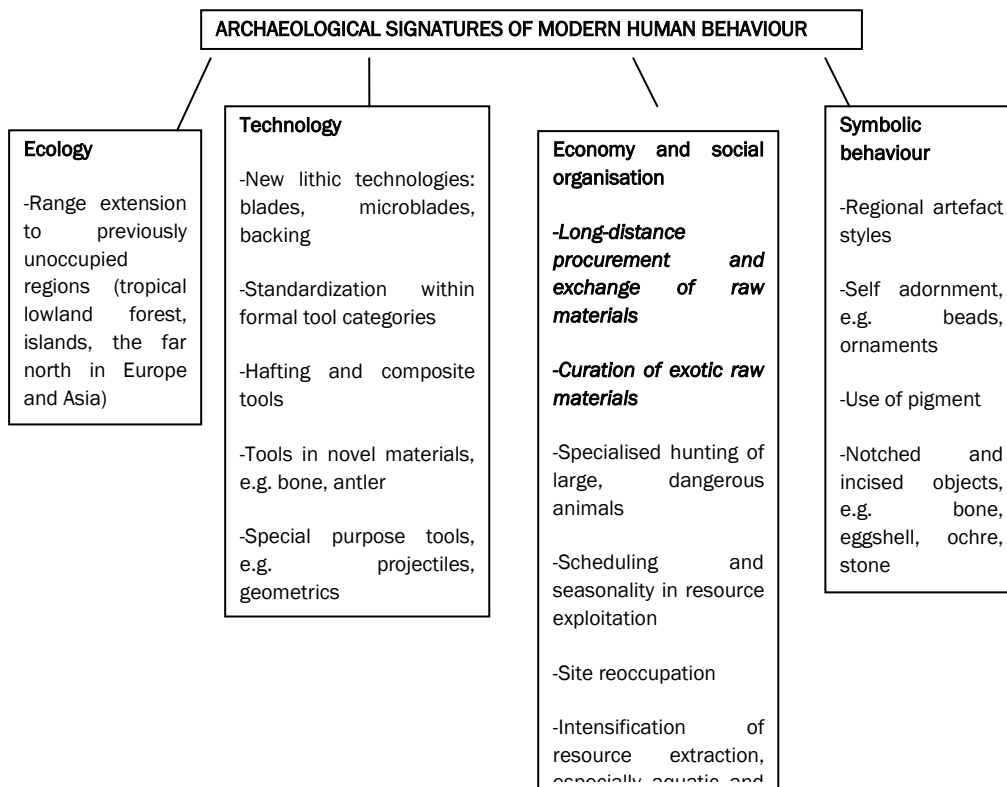 ARCHAEOLOGICAL SIGNATURES OF MODERN HUMAN BEHAVIOUR
Ecology
-Range extension
to previously
unoccupied
regions (tropical
lowland forest,
islands, the far
north in Europe
and Asia)
Technology
-New lithic technologies:
blades, microblades,
backing
-Standardization within
formal tool categories
-Hafting and composite
tools
-Tools in novel materials,
e.g. bone, antler
-Special purpose tools,
e.g. projectiles,
geometrics
Economy and social
organisation
-Long-distance
procurement and
exchange of raw
materials
-Curation of exotic raw
materials
-Specialised hunting of
large, dangerous
animals
-Scheduling and
seasonality in resource
exploitation
-Site reoccupation
-Intensification of
resource extraction,
especially aquatic and
Symbolic
behaviour
-Regional artefact
styles
-Self adornment,
e.g. beads,
ornaments
-Use of pigment
-Notched and
incised objects,
e.g. bone,
eggshell, ochre,
stone